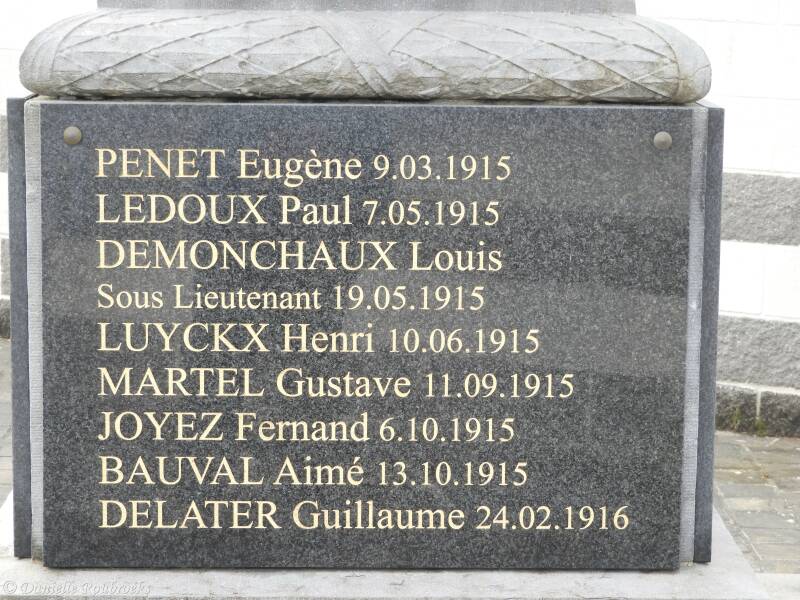 PENET Eugène 9.03.1915
LEDOUX Paul 7.05.1915
DEMONCHAUX Louis
Sous Lieutenant 19.05.1915
LUYCKX Henri 10.06.1915
MARTEL Gustave 11.09.1915
JOYEZ Fernand 6.10.1915
BAUVAL Aimé 13.10.1915
DELATER Guillaume 24.02.1916
© Danielle Roubroeks